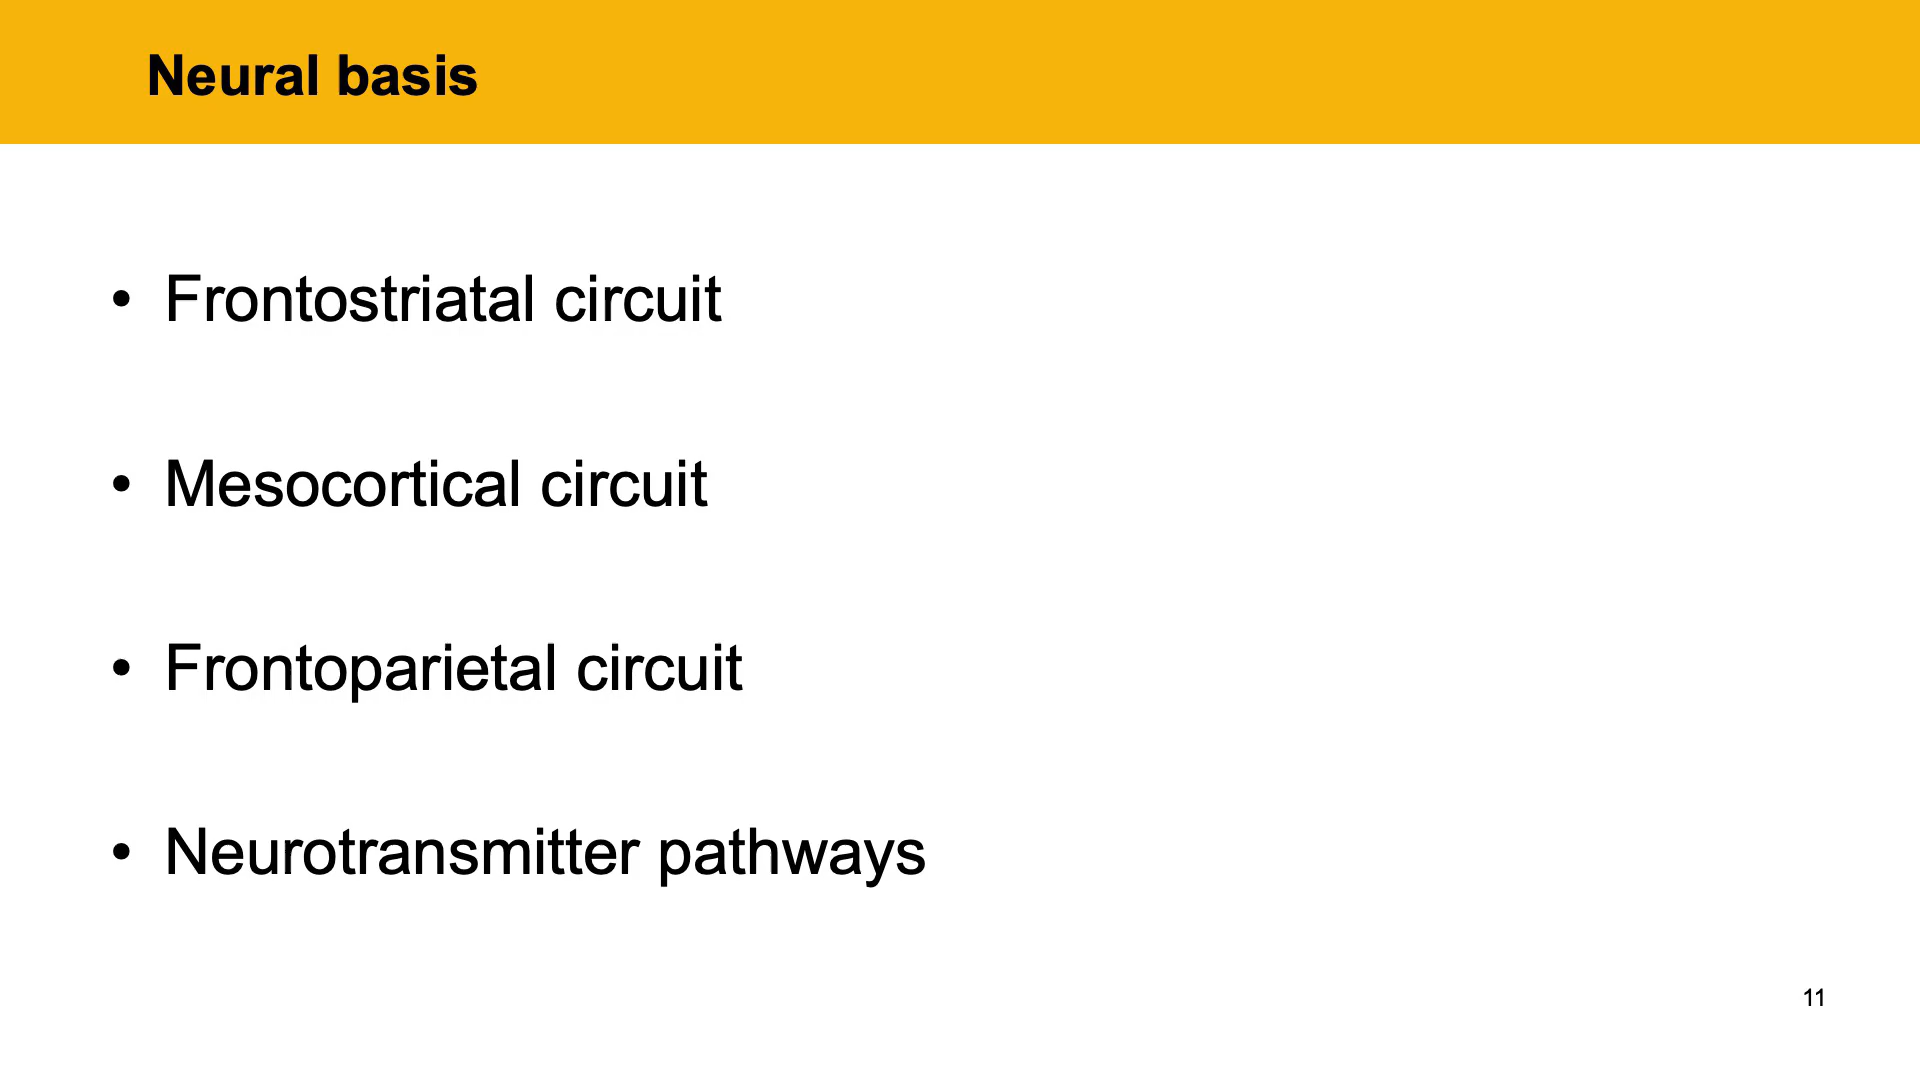 Neural basis
• Frontostriatal circuit
• Mesocortical circuit
• Frontoparietal circuit
• Neurotransmitter pathways
11